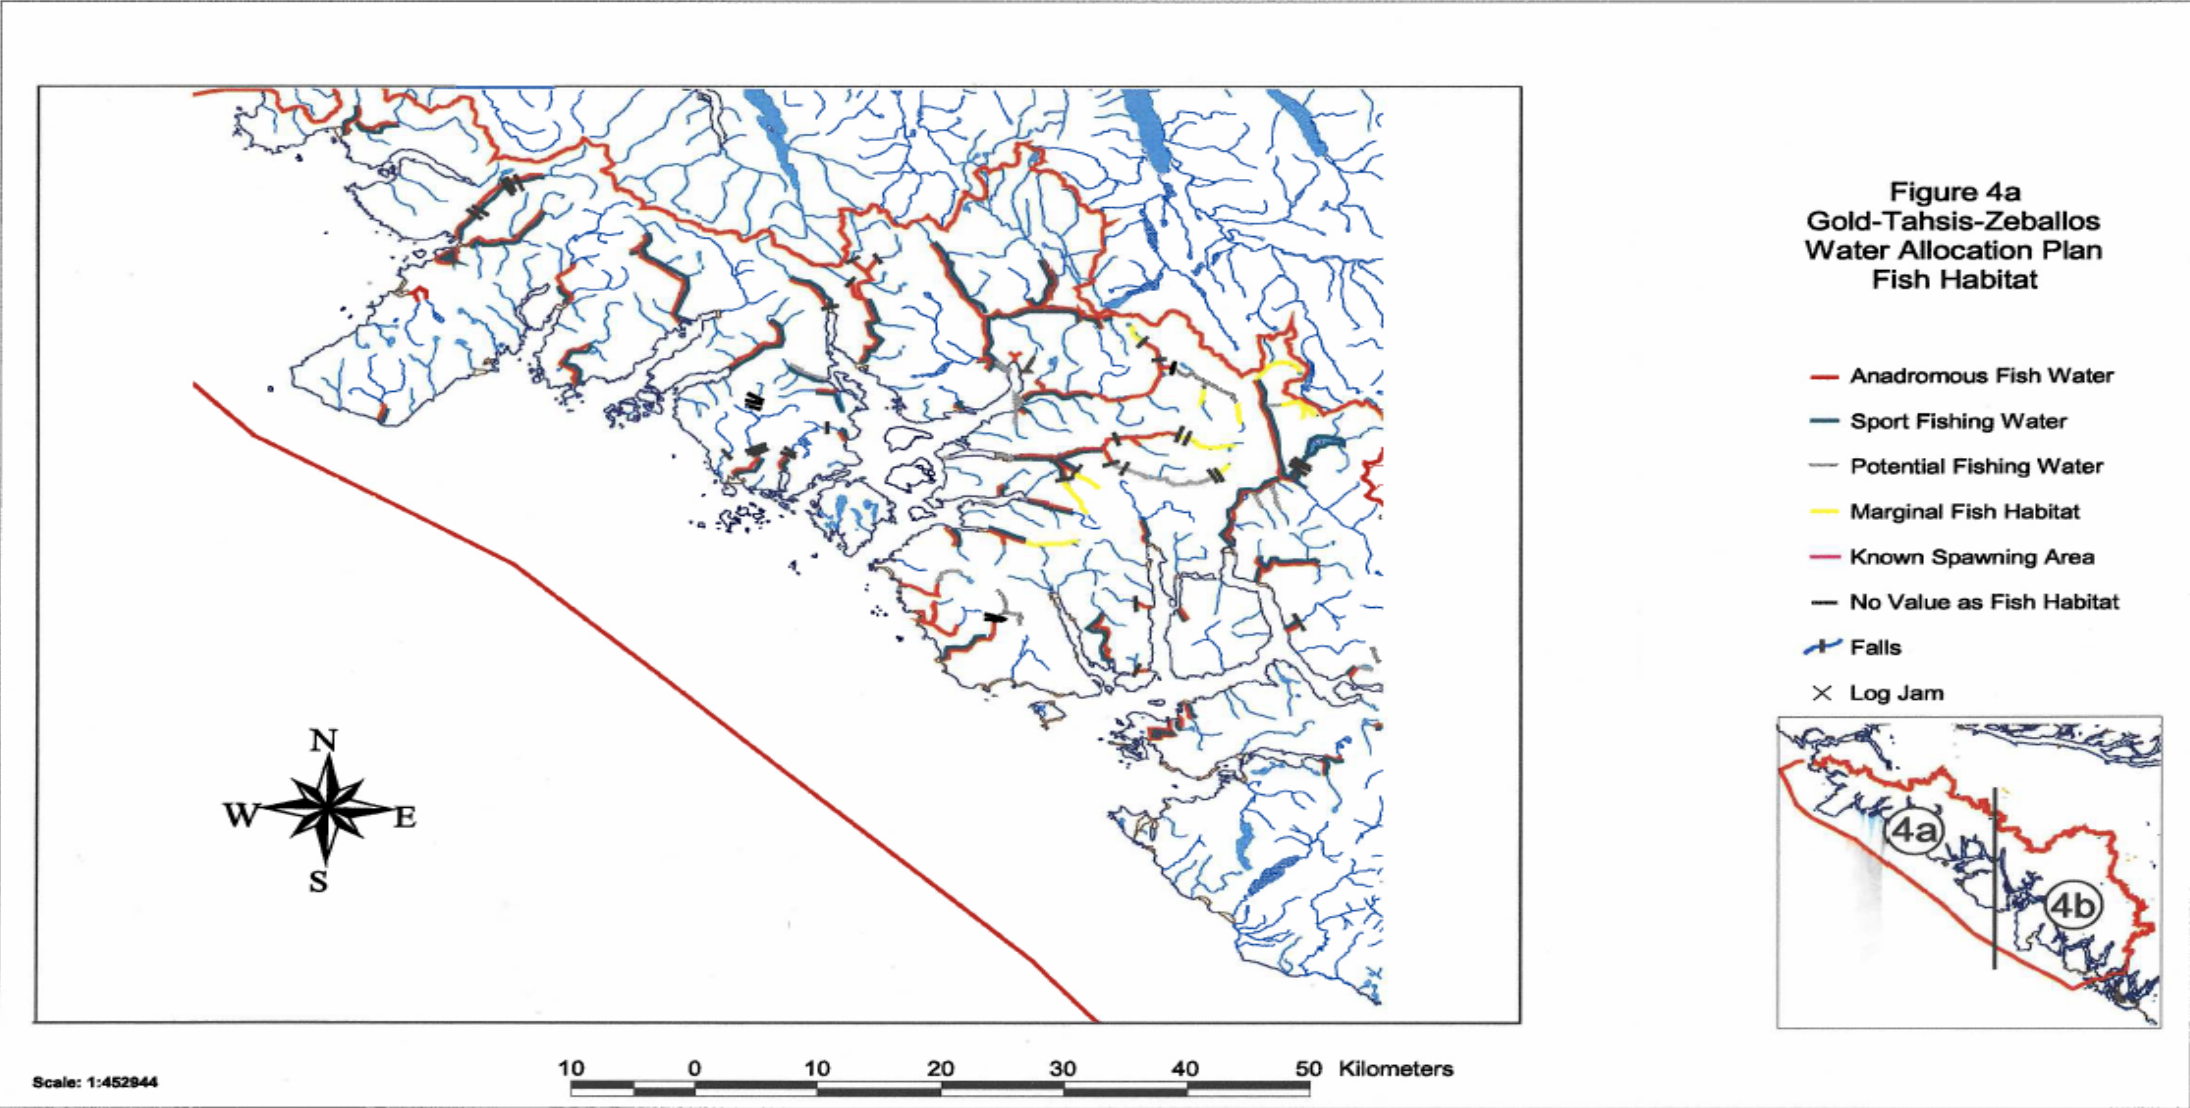 Figure 4a
Gold-Tahsis-Zeballos
Water Allocation Plan
Fish Habitat
Anadromous Fish Water
Sport Fishing Water
Potential Fishing Water
Marginal Fish Habitat
Known Spawning Area
No Value as Fish Habitat
Falls
Log Jam
N
W E
S
4a
4b
10 0 10 20 30 40 50 Kilometers
Scale: 1:452944